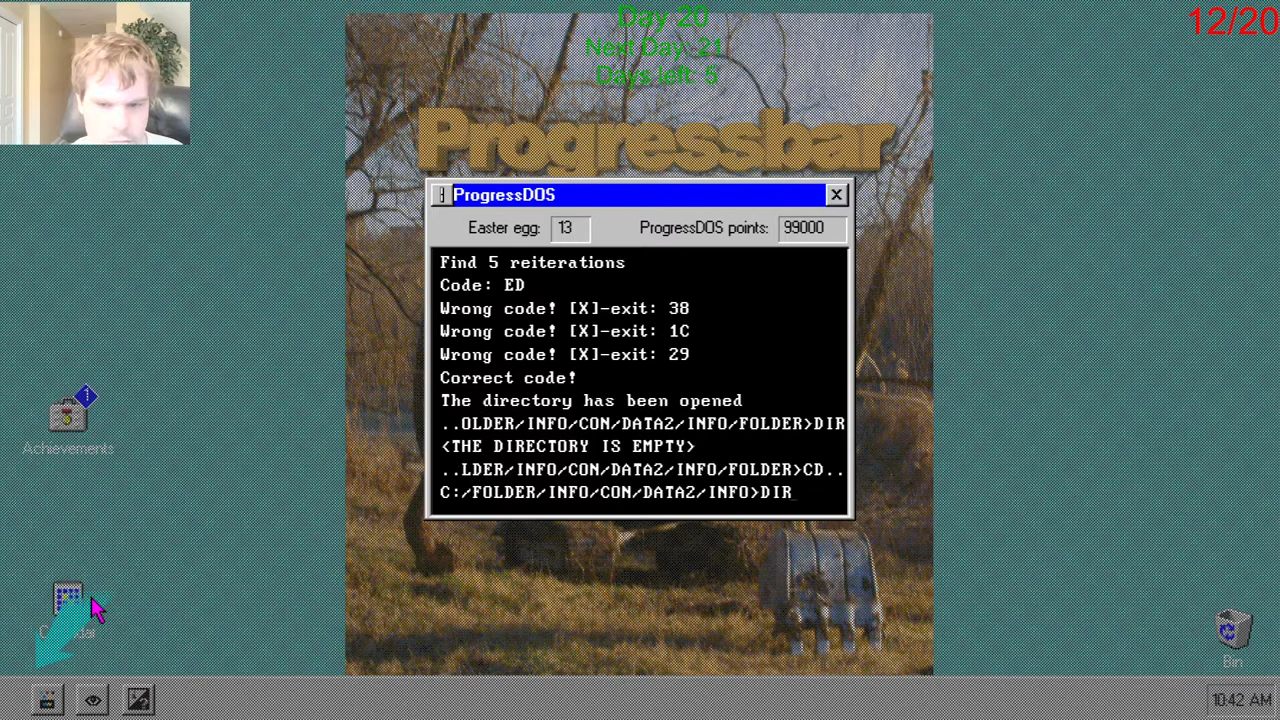 Day 20
Next Day: 21
Days left: 5
12/20
Progressbar
ProgressDOS
Easter egg: 13 ProgressDOS points: 99000
Find 5 reiterations
Code: ED
Wrong code! [X]-exit: 38
Wrong code! [X]-exit: 1C
Wrong code! [X]-exit: 29
Correct code!
The directory has been opened
..OLDER/INFO/CON/DATA2/INFO/FOLDER>DIR
<THE DIRECTORY IS EMPTY>
..LDER/INFO/CON/DATA2/INFO/FOLDER>CD..
C:/FOLDER/INFO/CON/DATA2/INFO>DIR_
1
Achievements
Bin
10:42 AM